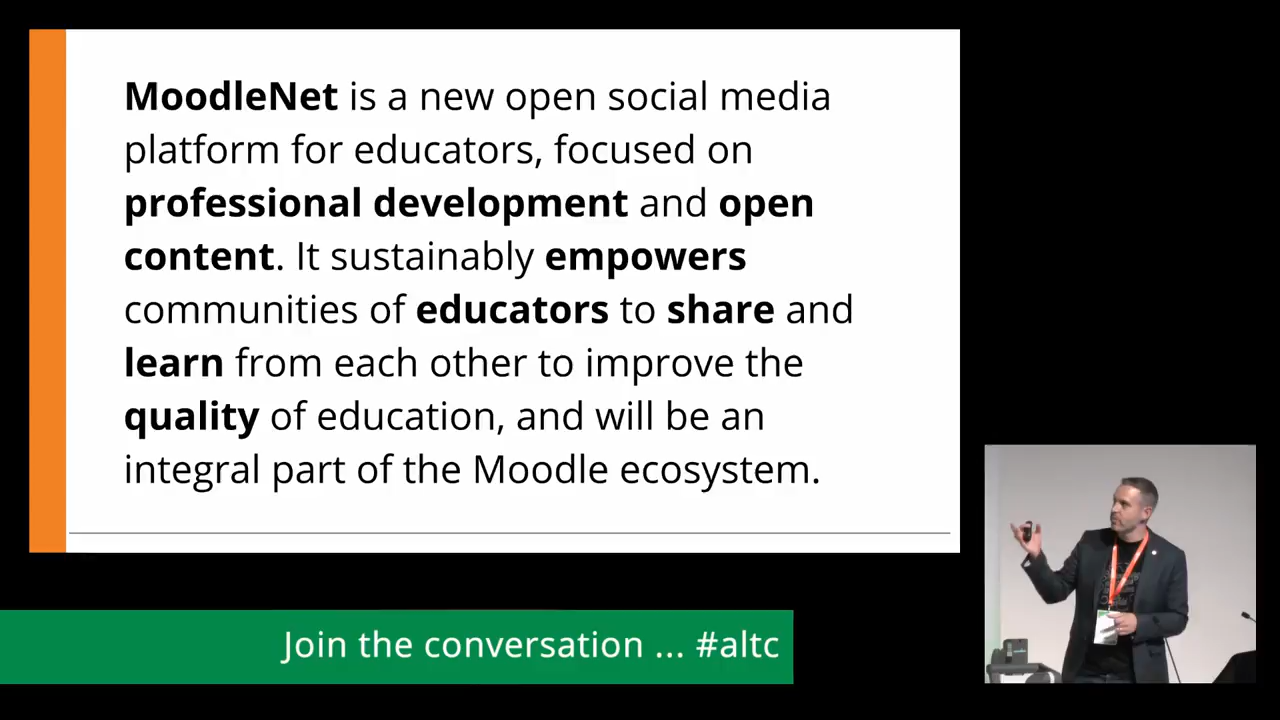 MoodleNet is a new open social media
platform for educators, focused on
professional development and open
content. It sustainably empowers
communities of educators to share and
learn from each other to improve the
quality of education, and will be an
integral part of the Moodle ecosystem.
Join the conversation ... #altc